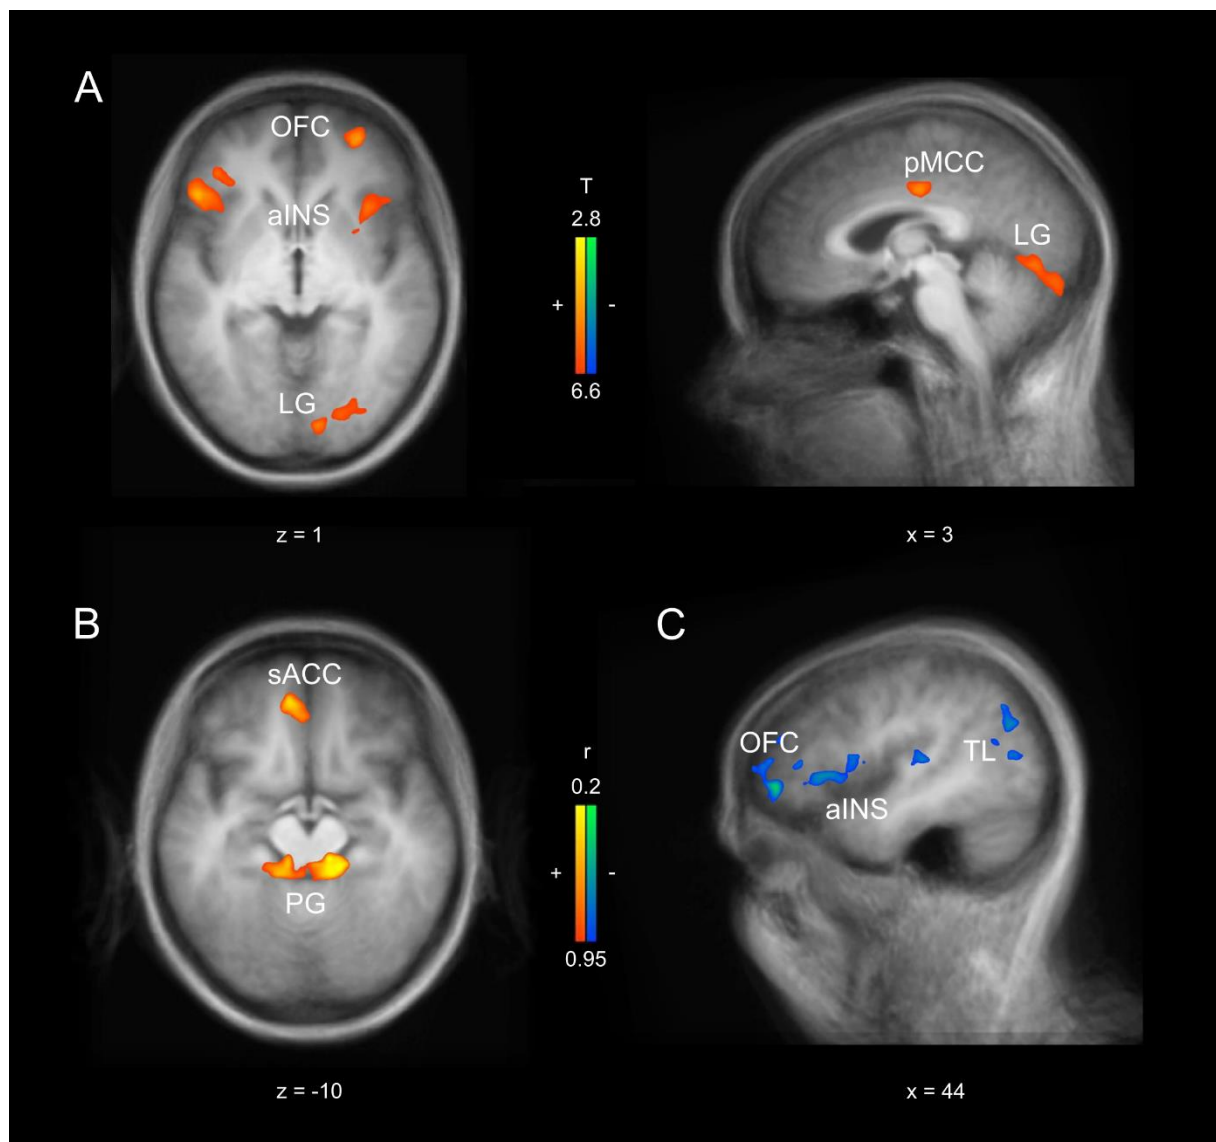 A
OFC
aINS
LG
z = 1
T
2.8
+ -
6.6
pMCC
LG
x = 3
B
sACC
PG
z = -10
r
0.2
+ -
0.95
C
OFC
TL
aINS
x = 44